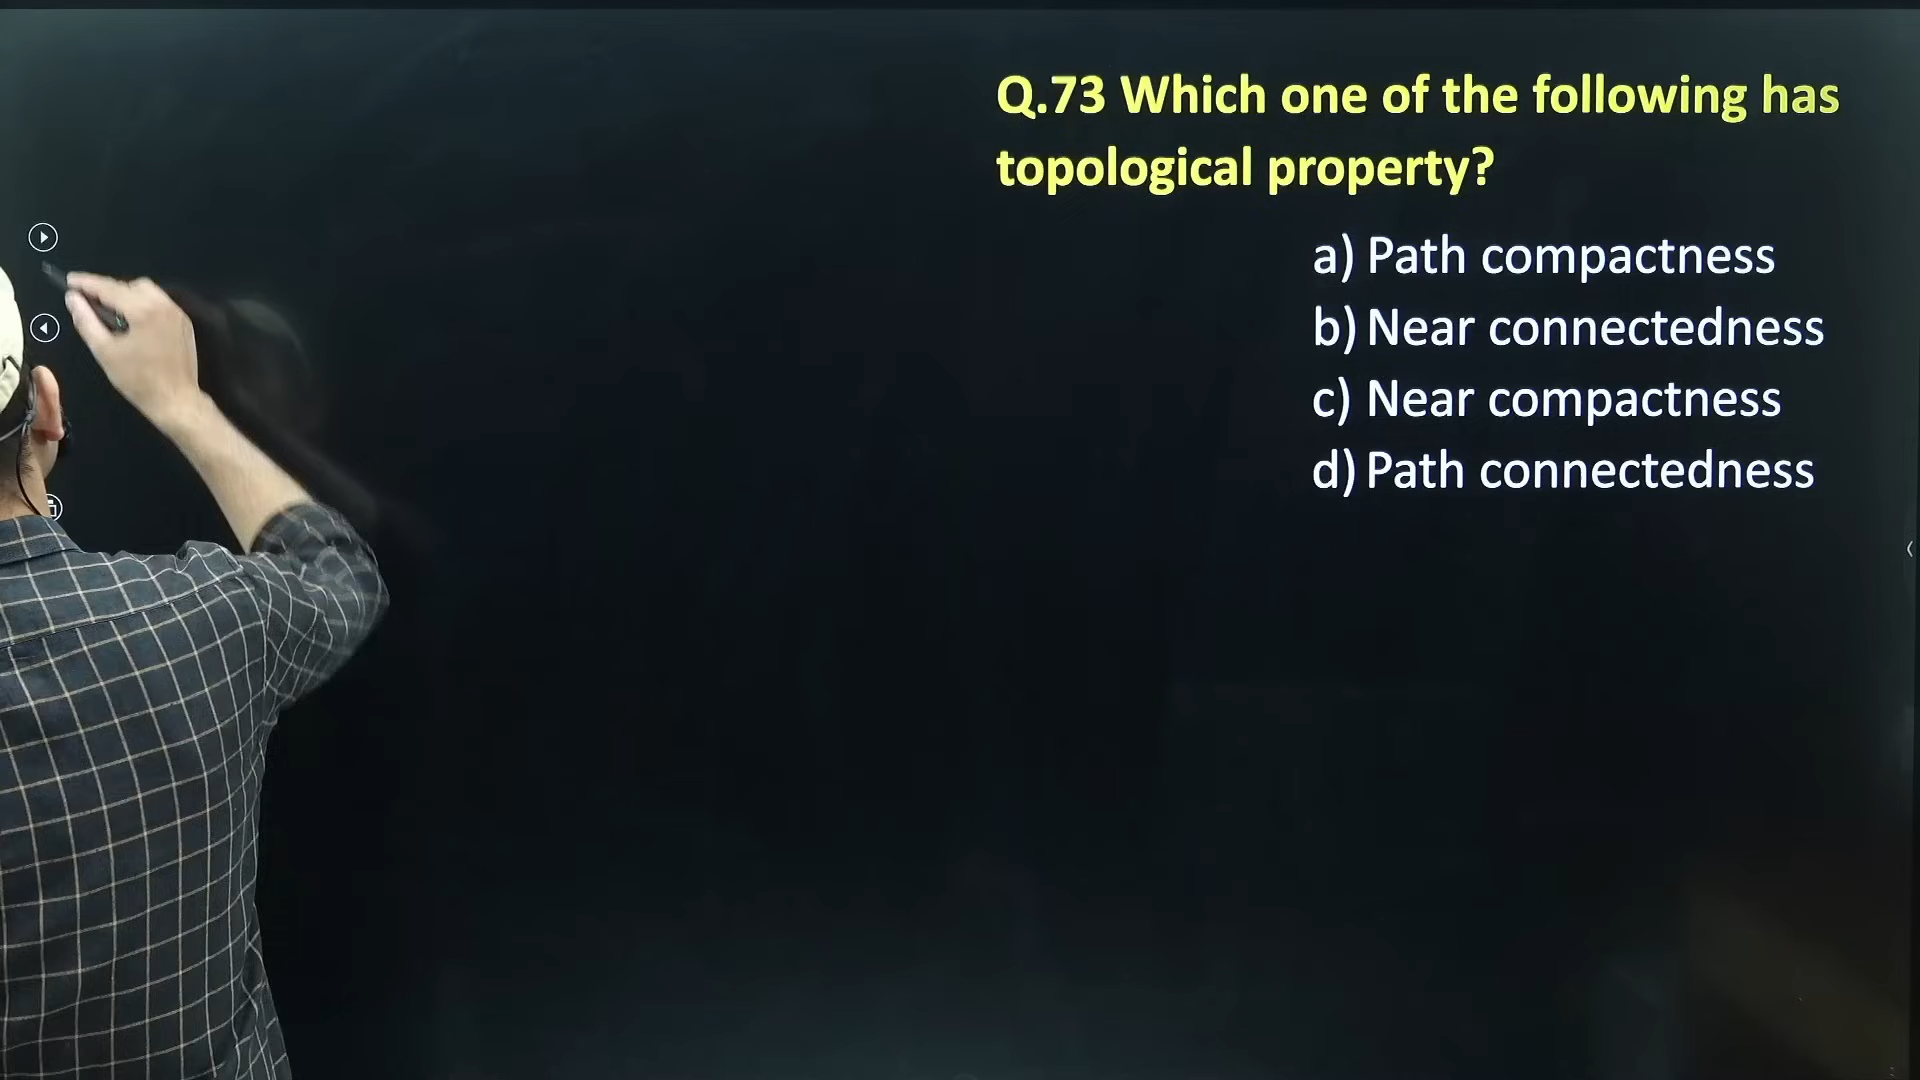 Q.73 Which one of the following has
topological property?
a) Path compactness
b) Near connectedness
c) Near compactness
d) Path connectedness